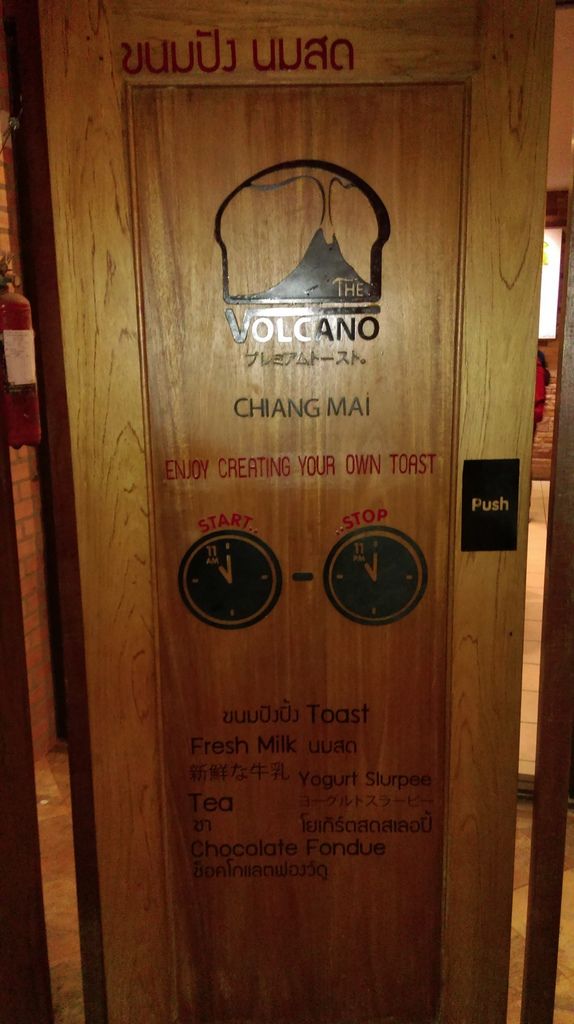 ขนมปัง นมสด
THE
VOLCANO
プレミアムトースト。
CHIANG MAI
ENJOY CREATING YOUR OWN TOAST
START.. ..STOP
11 AM - 11 PM
Push
ขนมปังปิ้ง Toast
Fresh Milk นมสด
新鮮な牛乳 Yogurt Slurpee
Tea ヨーグルトスラーピー
ชา โยเกิร์ตสดสเลอปี้
Chocolate Fondue
ช็อคโกแลตฟองว์ดู